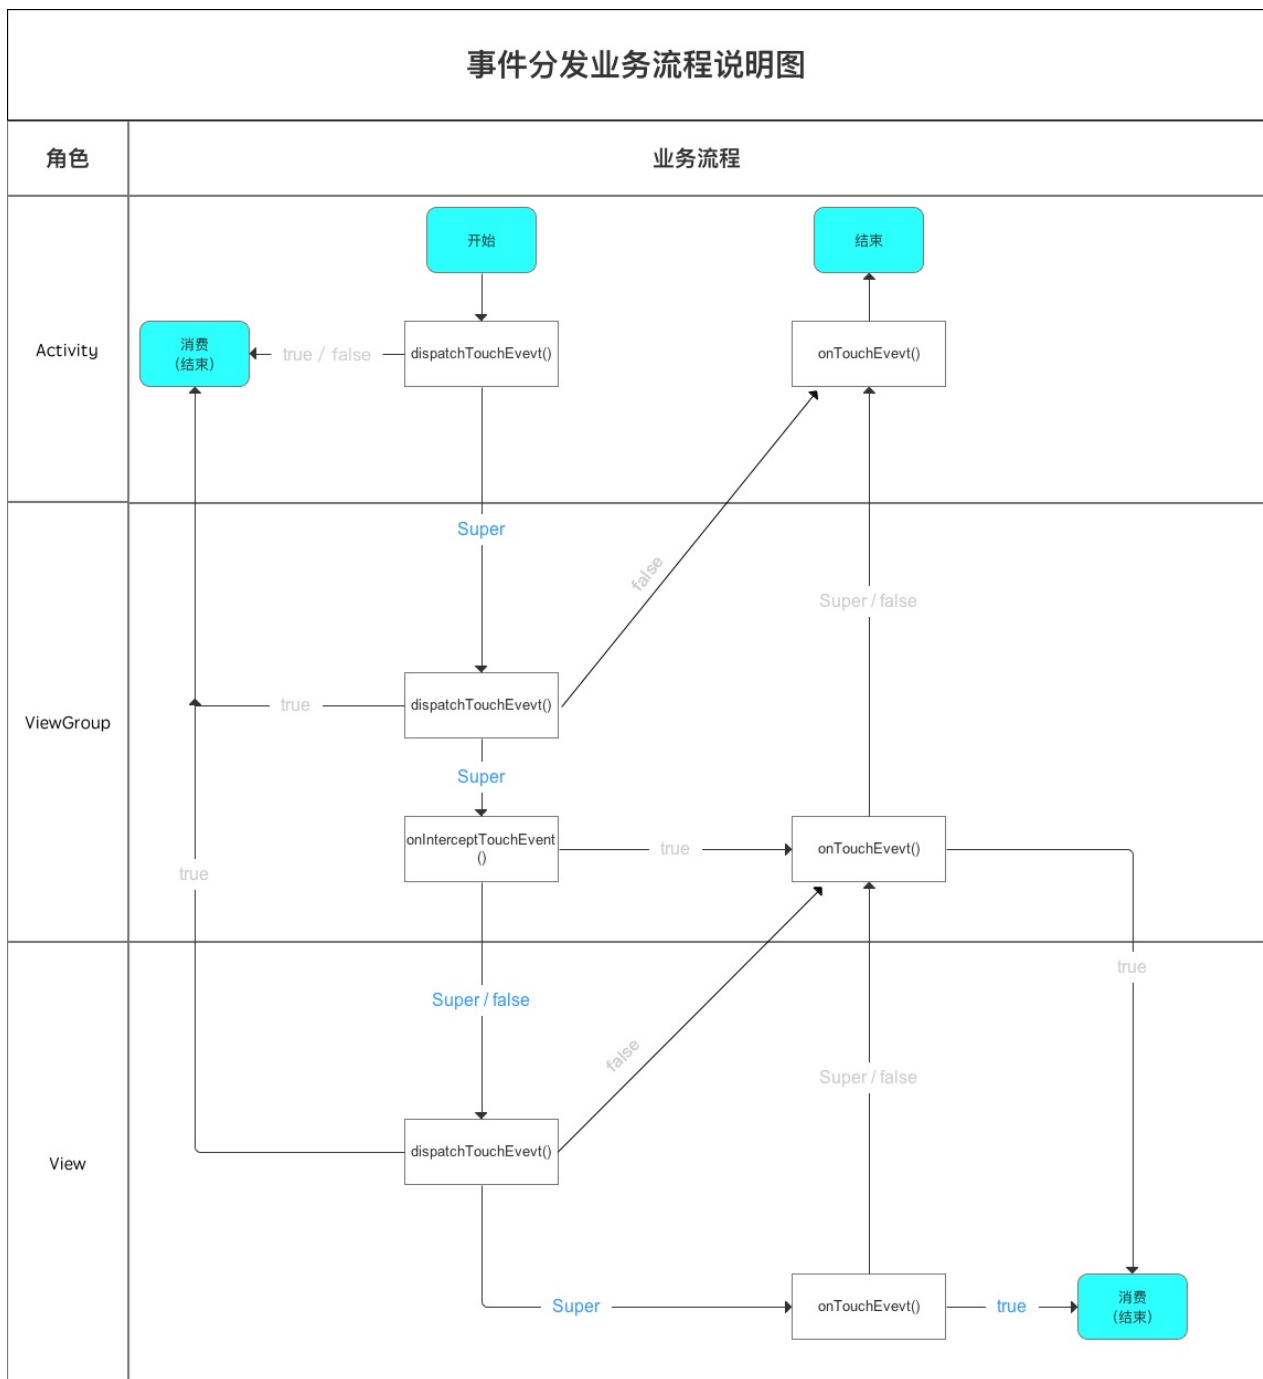 事件分发业务流程说明图
角色
业务流程
开始
结束
Activity
消费
(结束)
true / false
dispatchTouchEvevt()
onTouchEvevt()
Super
false
Super / false
ViewGroup
true
dispatchTouchEvevt()
Super
onInterceptTouchEvent
()
true
onTouchEvevt()
true
true
Super / false
false
Super / false
View
dispatchTouchEvevt()
Super
onTouchEvevt()
true
消费
(结束)